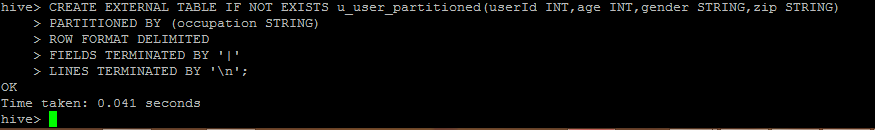 hive> CREATE EXTERNAL TABLE IF NOT EXISTS u_user_partitioned(userId INT,age INT,gender STRING,zip STRING)
    > PARTITIONED BY (occupation STRING)
    > ROW FORMAT DELIMITED
    > FIELDS TERMINATED BY '|'
    > LINES TERMINATED BY '\n';
OK
Time taken: 0.041 seconds
hive>